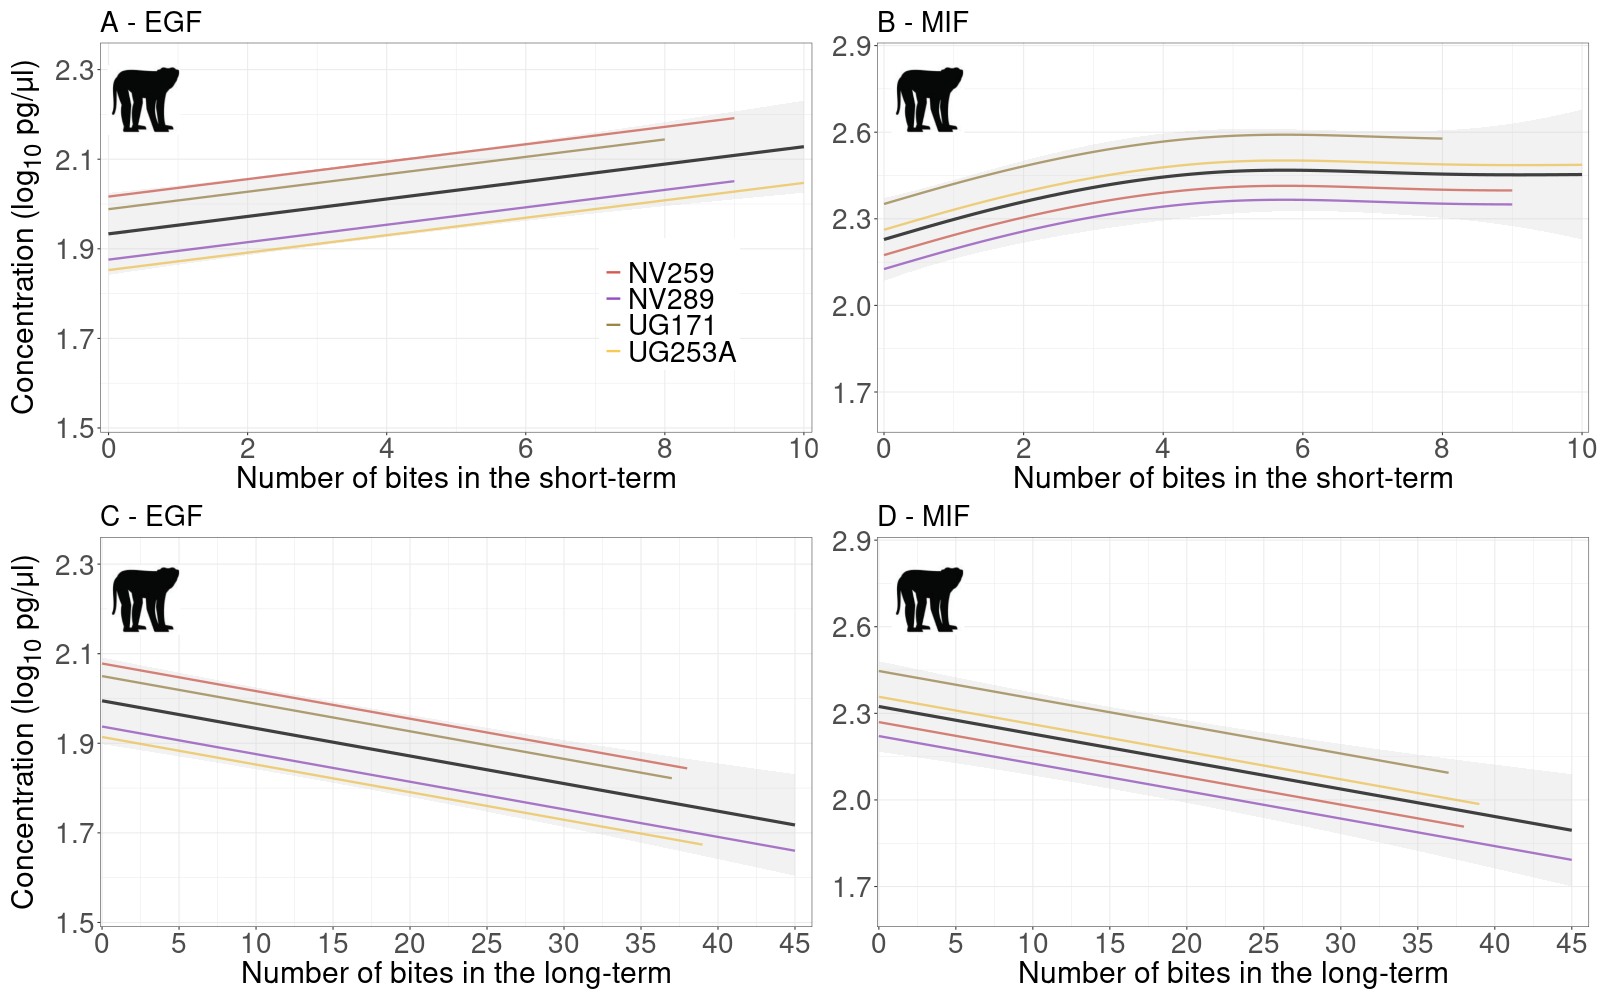 A - EGF
Concentration (log10 pg/µl)
2.3
2.1
1.9
1.7
1.5
NV259
NV289
UG171
UG253A
0 2 4 6 8 10
Number of bites in the short-term
B - MIF
2.9
2.6
2.3
2.0
1.7
0 2 4 6 8 10
Number of bites in the short-term
C - EGF
Concentration (log10 pg/µl)
2.3
2.1
1.9
1.7
1.5
0 5 10 15 20 25 30 35 40 45
Number of bites in the long-term
D - MIF
2.9
2.6
2.3
2.0
1.7
0 5 10 15 20 25 30 35 40 45
Number of bites in the long-term